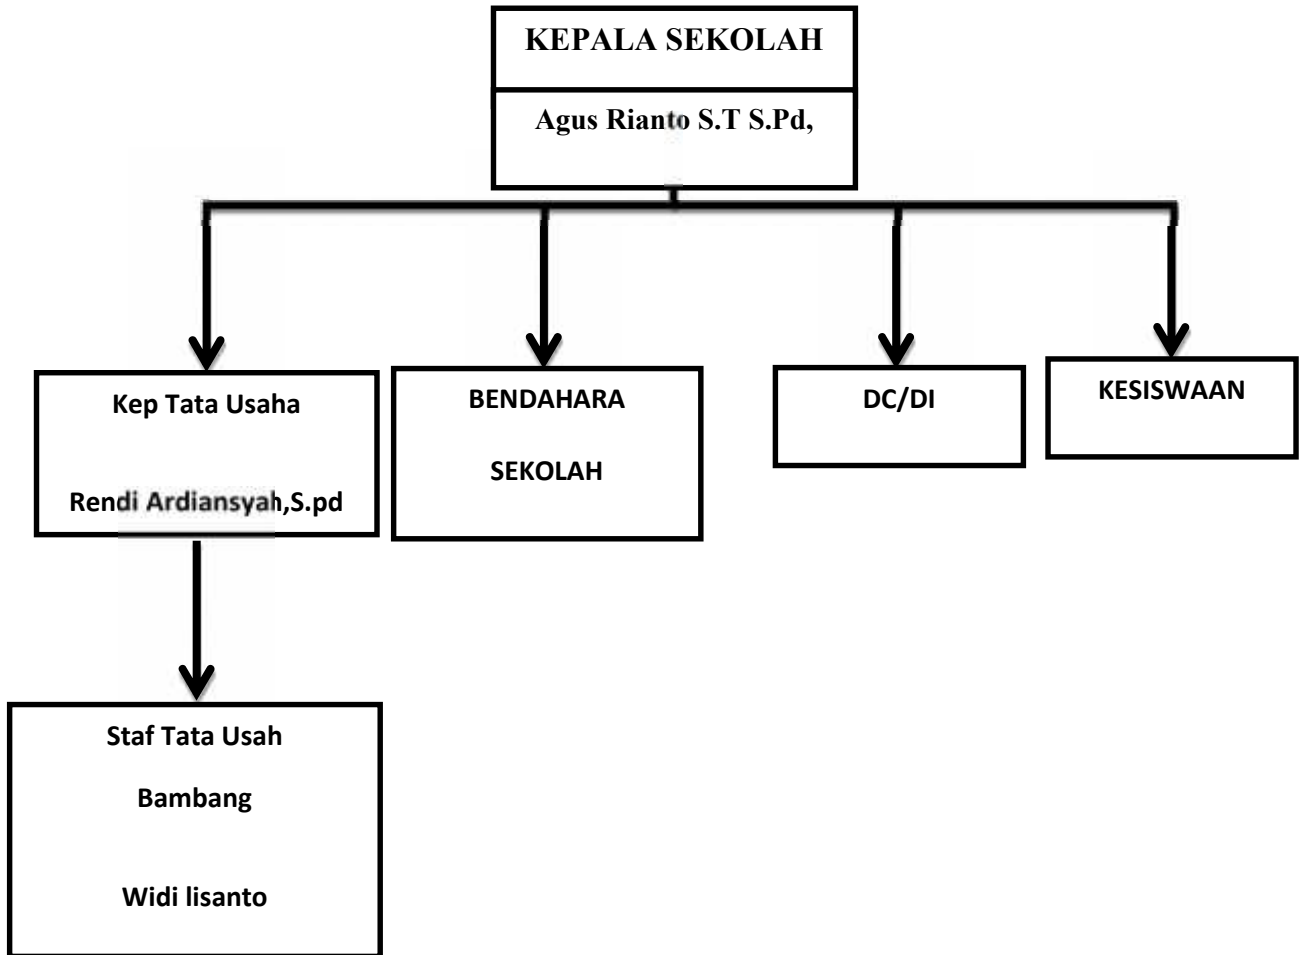 KEPALA SEKOLAH
Agus Rianto S.T S.Pd,
Kep Tata Usaha
Rendi Ardiansyah,S.pd
BENDAHARA
SEKOLAH
DC/DI
KESISWAAN
Staf Tata Usah
Bambang
Widi lisanto